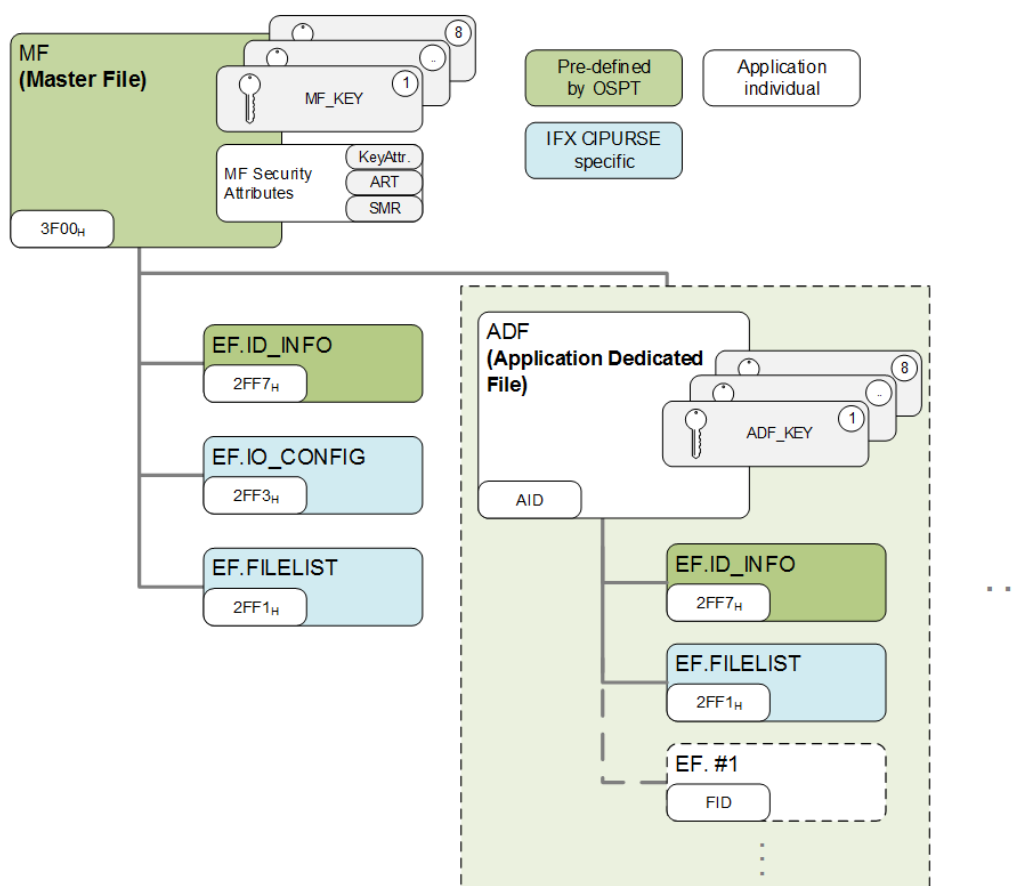 MF
(Master File)
8
..
1
MF_KEY
MF Security
Attributes
KeyAttr.
ART
SMR
3F00H
Pre-defined
by OSPT
Application
individual
IFX CIPURSE
specific
EF.ID_INFO
2FF7H
EF.IO_CONFIG
2FF3H
EF.FILELIST
2FF1H
ADF
(Application Dedicated
File)
8
..
1
ADF_KEY
AID
EF.ID_INFO
2FF7H
EF.FILELIST
2FF1H
EF. #1
FID